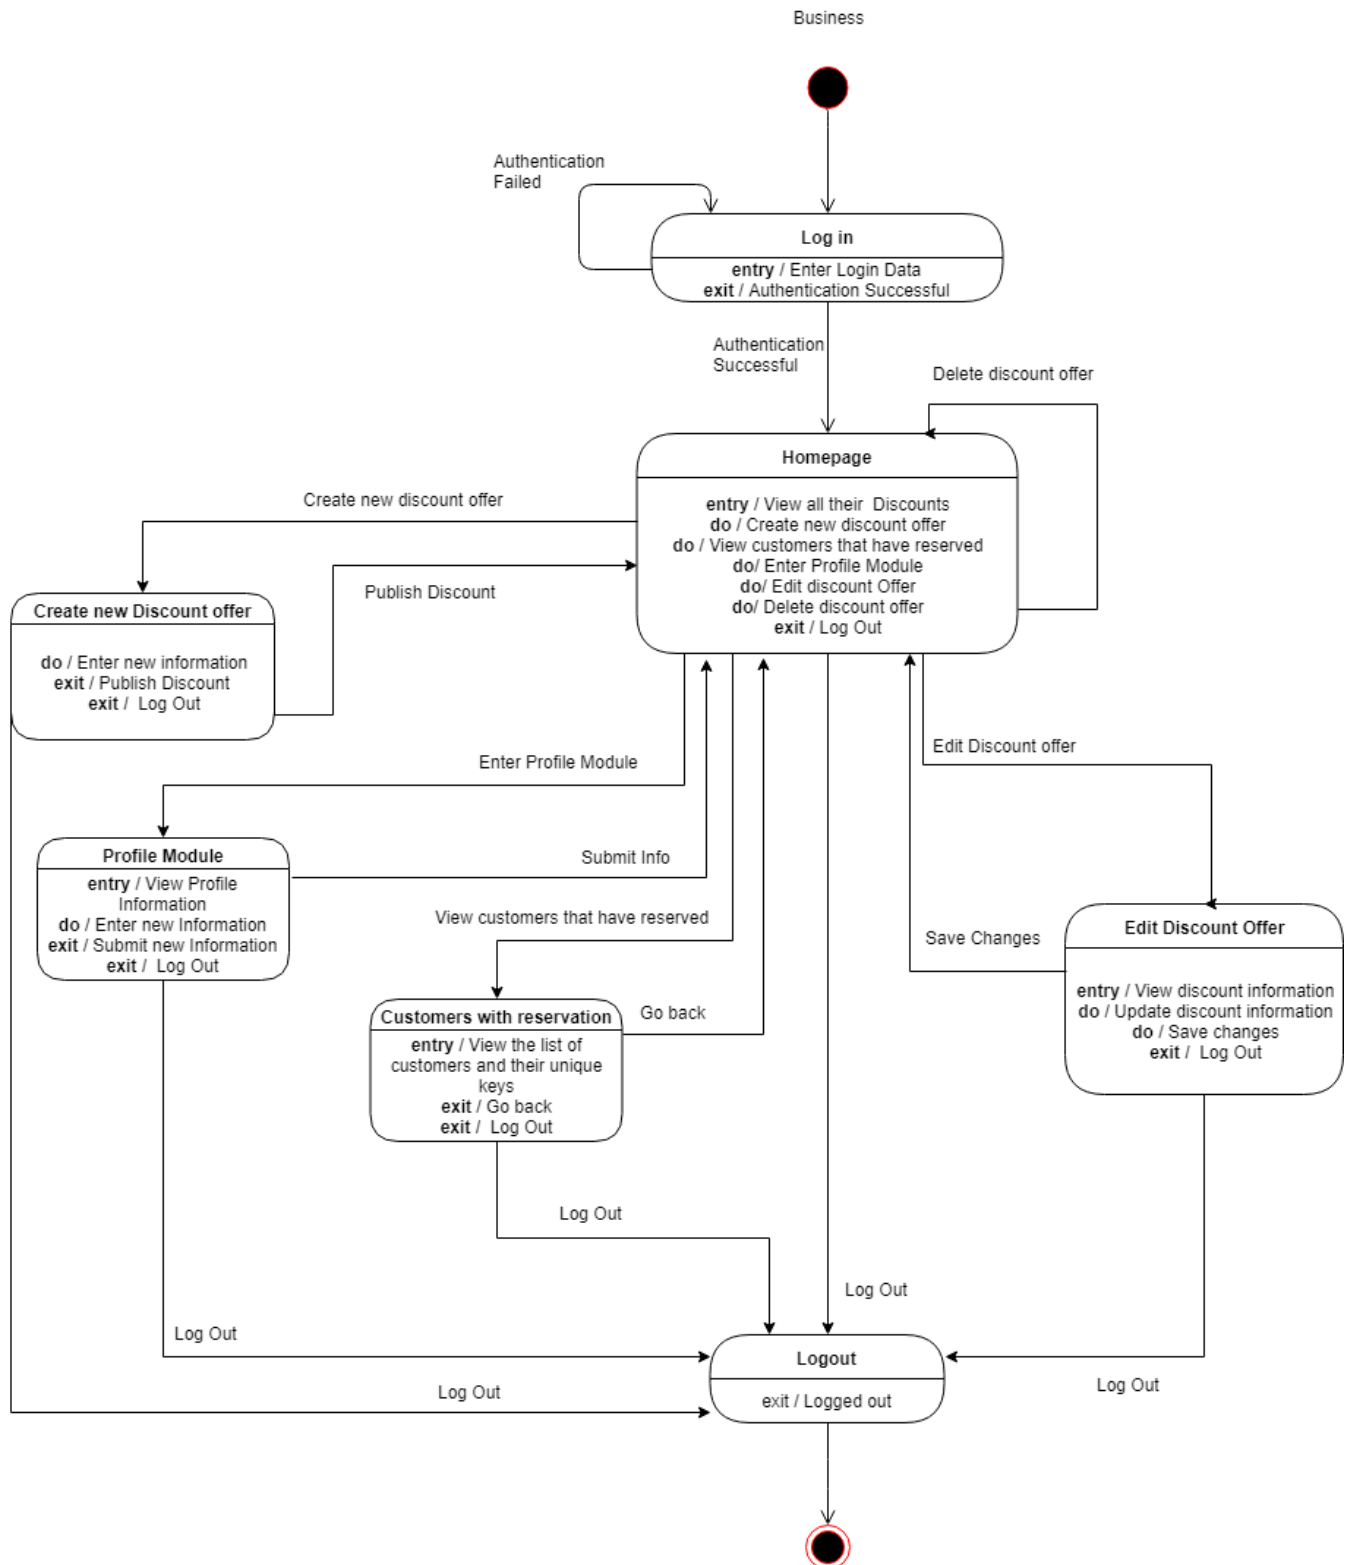 Business
Authentication
Failed
Log in
entry / Enter Login Data
exit / Authentication Successful
Authentication
Successful
Delete discount offer
Homepage
entry / View all their  Discounts
do / Create new discount offer
do / View customers that have reserved
do/ Enter Profile Module
do/ Edit discount Offer
do/ Delete discount offer
exit / Log Out
Create new discount offer
Publish Discount
Create new Discount offer
do / Enter new information
exit / Publish Discount
exit /  Log Out
Edit Discount offer
Enter Profile Module
Profile Module
entry / View Profile
Information
do / Enter new Information
exit / Submit new Information
exit /  Log Out
Submit Info
View customers that have reserved
Save Changes
Edit Discount Offer
entry / View discount information
do / Update discount information
do / Save changes
exit /  Log Out
Customers with reservation
entry / View the list of
customers and their unique
keys
exit / Go back
exit /  Log Out
Go back
Log Out
Log Out
Log Out
Logout
exit / Logged out
Log Out
Log Out